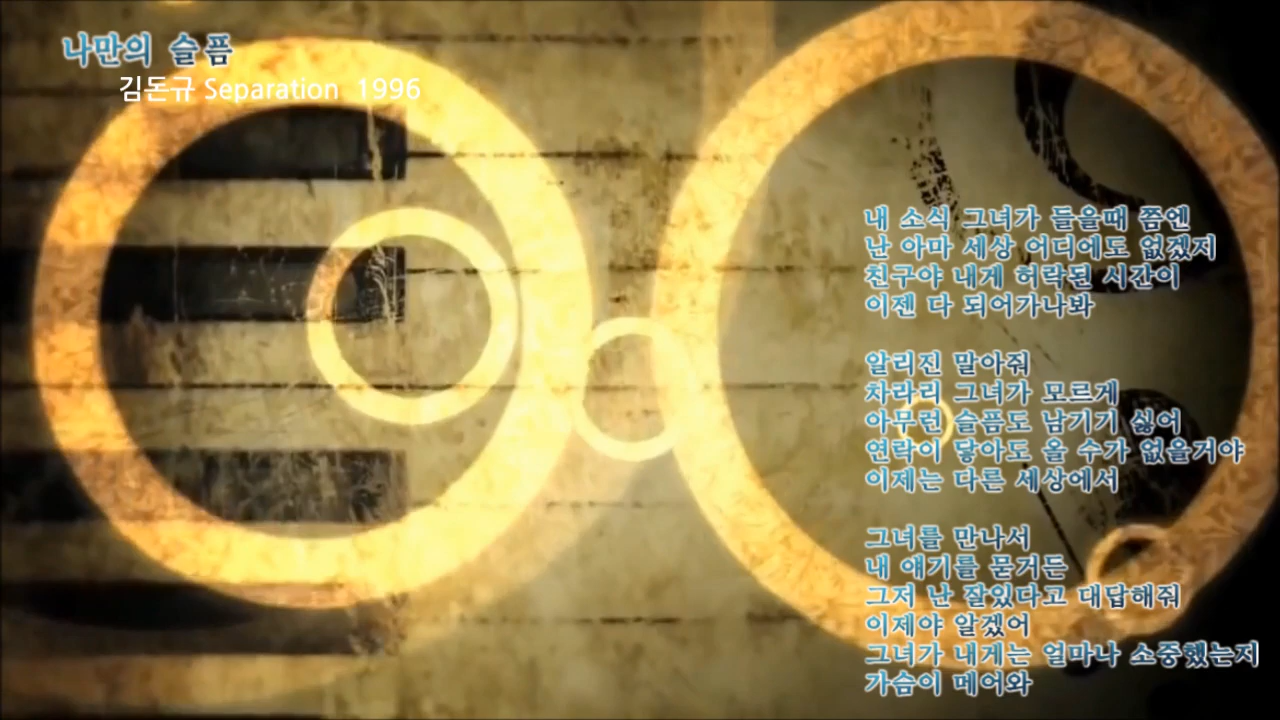 나만의 슬픔
김돈규 Separation 1996
내 소식 그녀가 들을때 쯤엔
난 아마 세상 어디에도 없겠지
친구야 내게 허락된 시간이
이젠 다 되어가나봐
알리진 말아줘
차라리 그녀가 모르게
아무런 슬픔도 남기기 싫어
연락이 닿아도 올 수가 없을거야
이제는 다른 세상에서
그녀를 만나서
내 얘기를 묻거든
그저 난 잘있다고 대답해줘
이제야 알겠어
그녀가 내게는 얼마나 소중했는지
가슴이 메어와